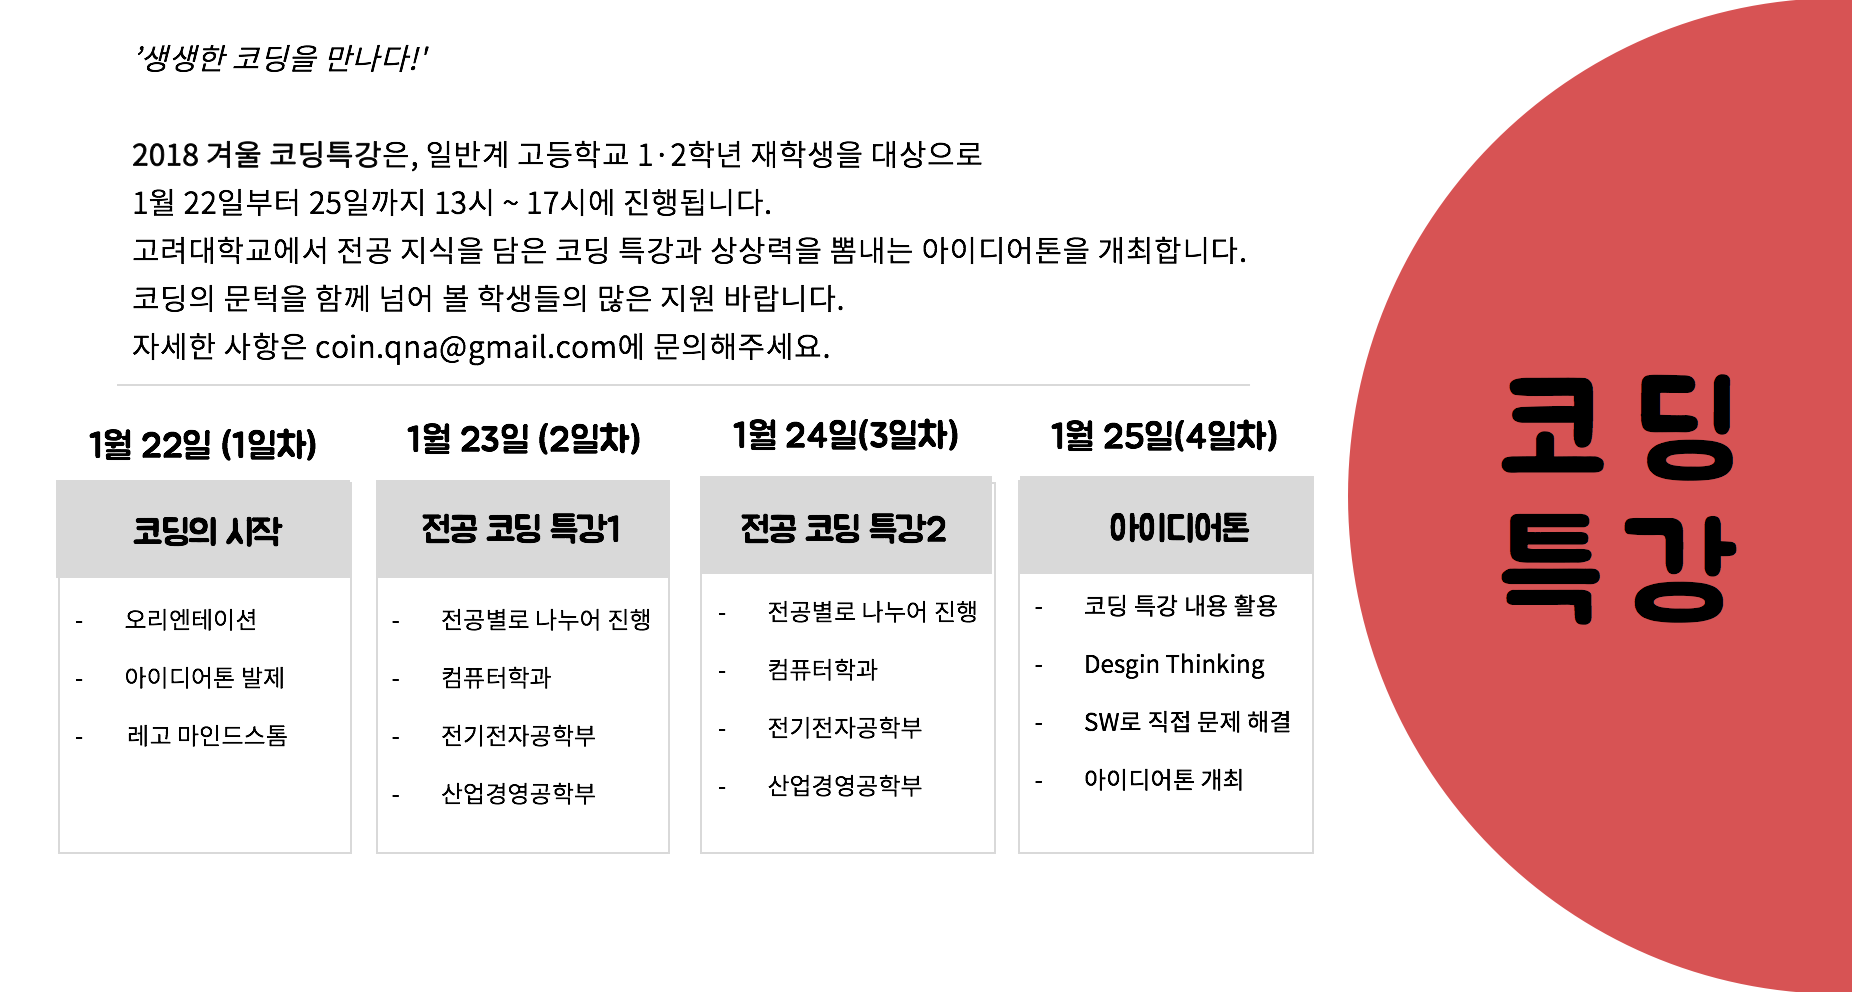 '생생한 코딩을 만나다!'
2018 겨울 코딩특강은, 일반계 고등학교 1·2학년 재학생을 대상으로
1월 22일부터 25일까지 13시 ~ 17시에 진행됩니다.
고려대학교에서 전공 지식을 담은 코딩 특강과 상상력을 뽐내는 아이디어톤을 개최합니다.
코딩의 문턱을 함께 넘어 볼 학생들의 많은 지원 바랍니다.
자세한 사항은 coin.qna@gmail.com에 문의해주세요.
1월 22일 (1일차)
코딩의 시작
- 오리엔테이션
- 아이디어톤 발제
- 레고 마인드스톰
1월 23일 (2일차)
전공 코딩 특강1
- 전공별로 나누어 진행
- 컴퓨터학과
- 전기전자공학부
- 산업경영공학부
1월 24일(3일차)
전공 코딩 특강2
- 전공별로 나누어 진행
- 컴퓨터학과
- 전기전자공학부
- 산업경영공학부
1월 25일(4일차)
아이디어톤
- 코딩 특강 내용 활용
- Desgin Thinking
- SW로 직접 문제 해결
- 아이디어톤 개최
코딩
특강